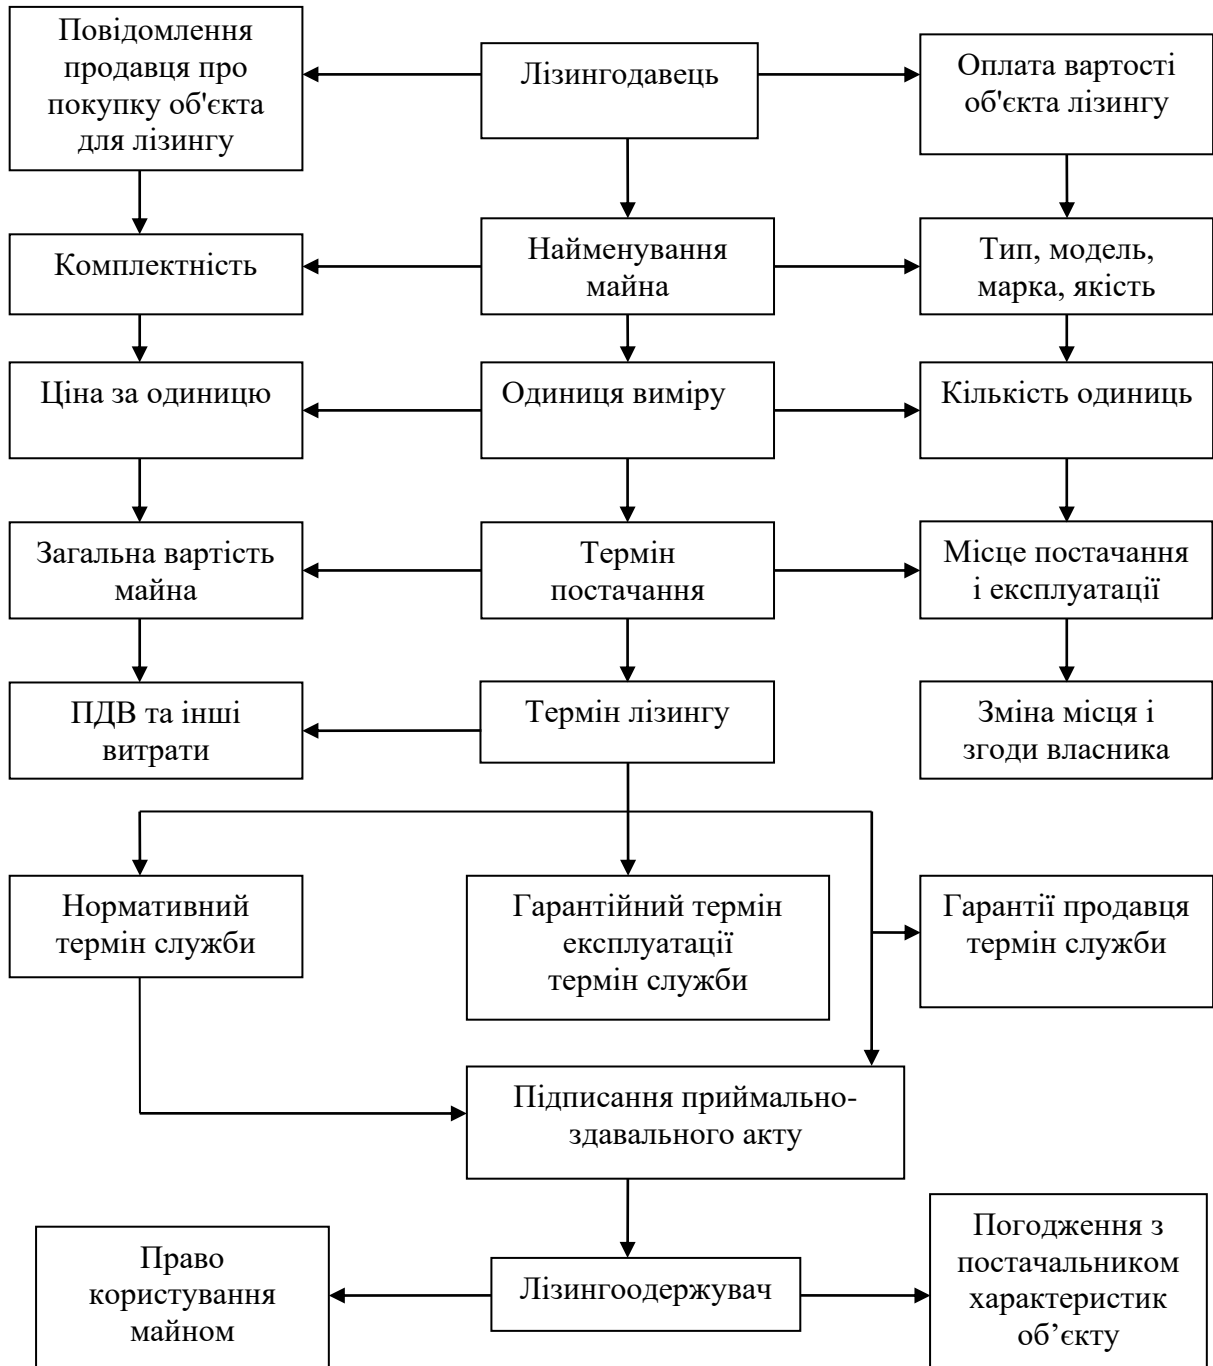 Повідомлення
продавця про
покупку об'єкта
для лізингу
Лізингодавець
Оплата вартості
об'єкта лізингу
Комплектність
Найменування
майна
Тип, модель,
марка, якість
Ціна за одиницю
Одиниця виміру
Кількість одиниць
Загальна вартість
майна
Термін
постачання
Місце постачання
і експлуатації
ПДВ та інші
витрати
Термін лізингу
Зміна місця і
згоди власника
Нормативний
термін служби
Гарантійний термін
експлуатації
термін служби
Гарантії продавця
термін служби
Підписання приймально-
здавального акту
Право
користування
майном
Лізингоодержувач
Погодження з
постачальником
характеристик
об’єкту